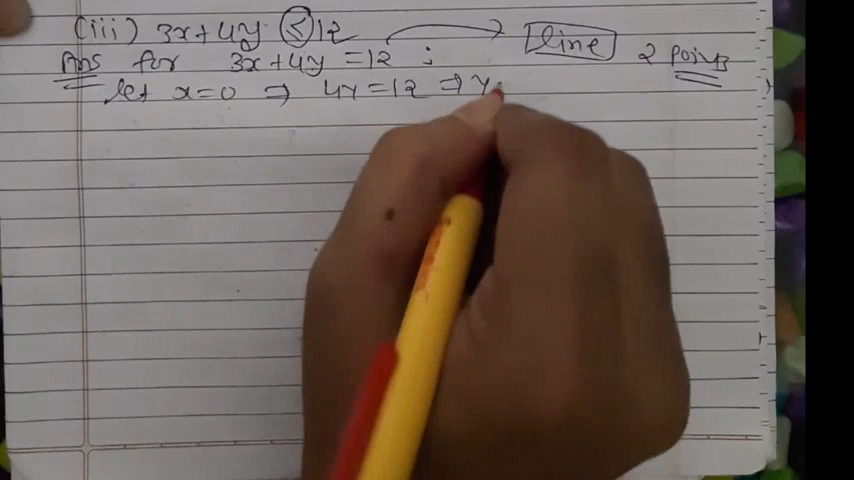 (iii) 3x+4y ≤ 12
Ans for 3x+4y = 12 ; line 2 points
let x=0 ⇒ 4y=12 ⇒ y